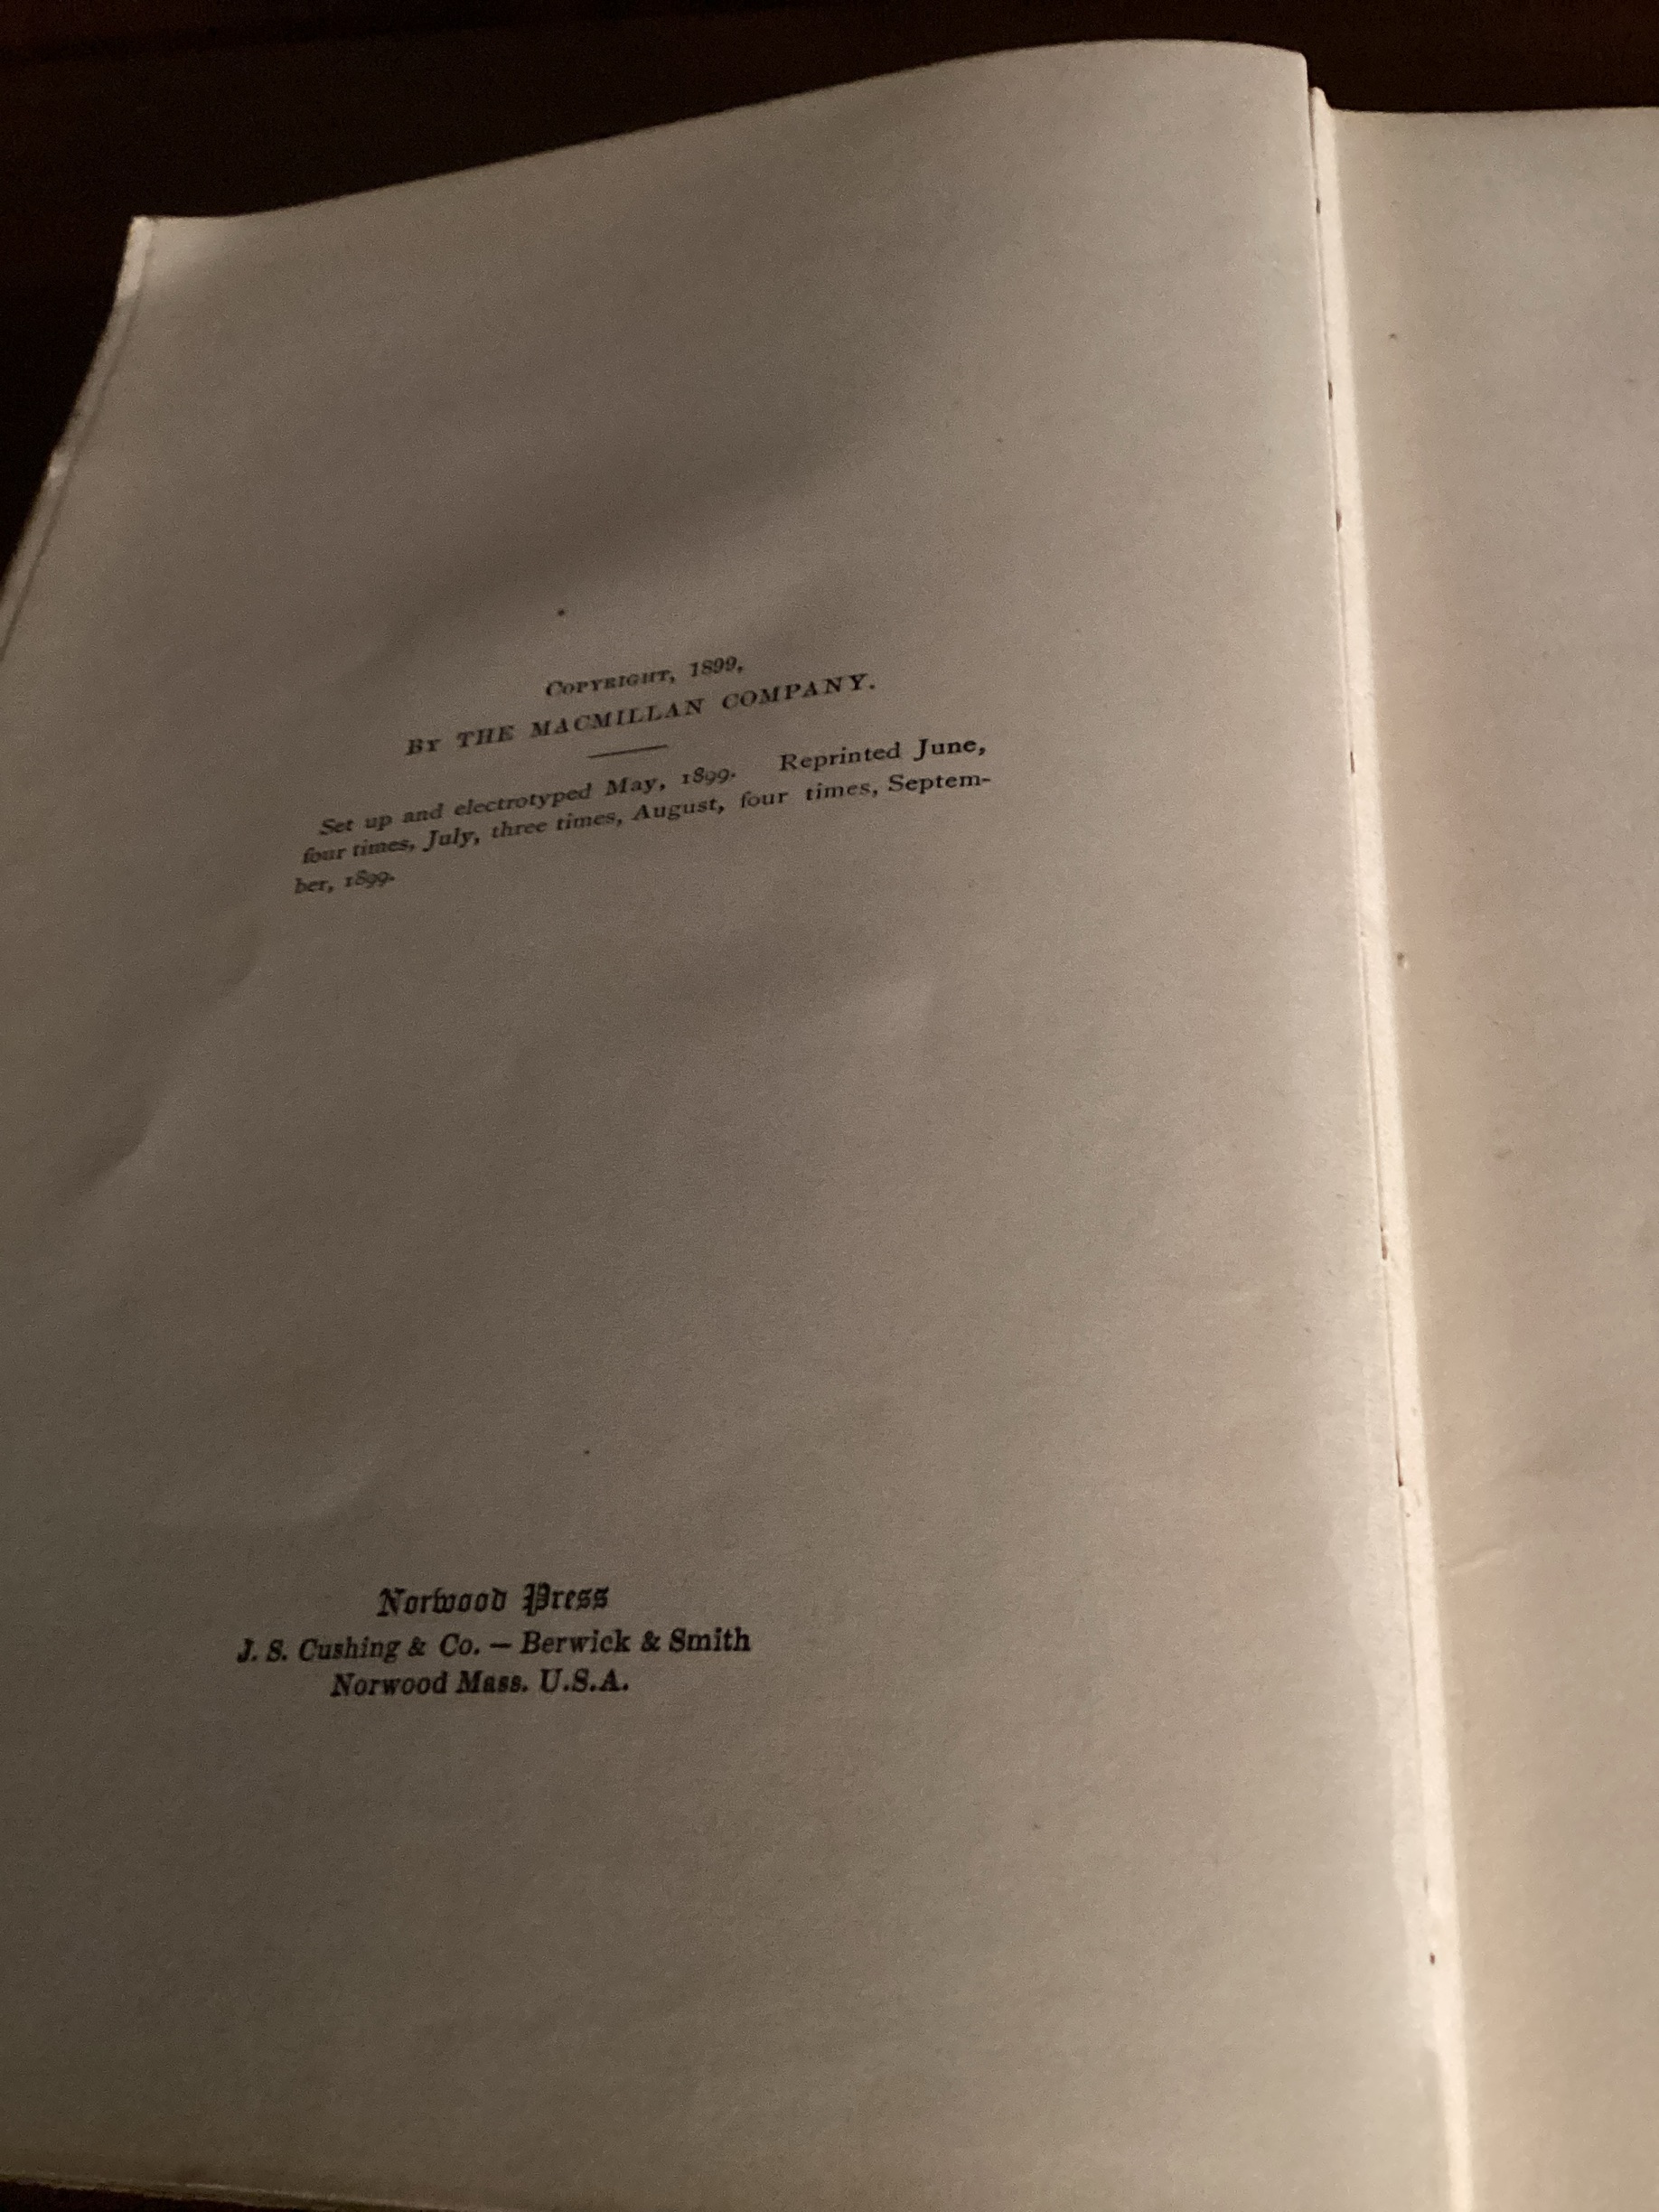 COPYRIGHT, 1899,
BY THE MACMILLAN COMPANY.
Set up and electrotyped May, 1899. Reprinted June,
four times, July, three times, August, four times, Septem-
ber, 1899.
Norwood Press
J. S. Cushing & Co. — Berwick & Smith
Norwood Mass. U.S.A.